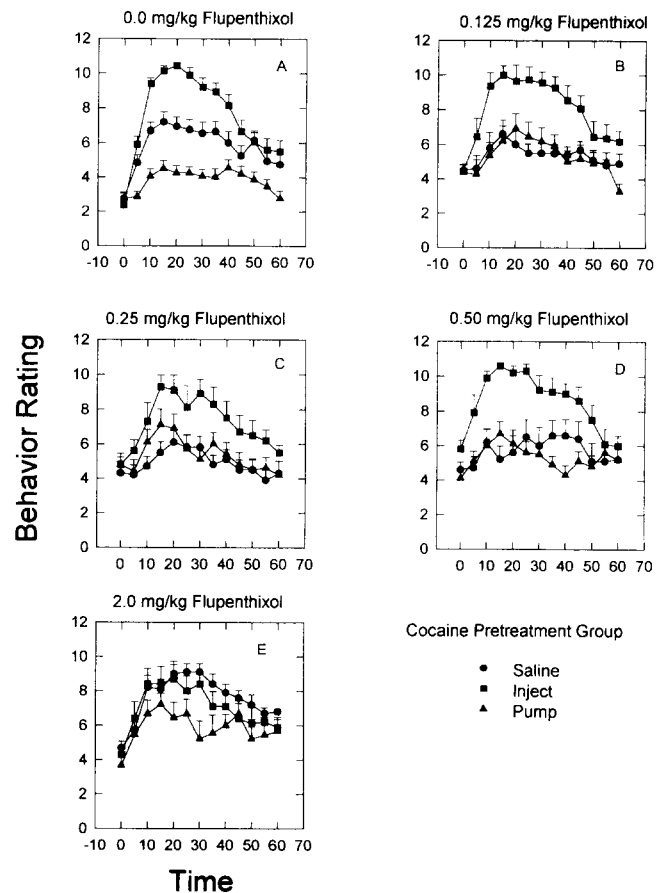 0.0 mg/kg Flupenthixol
A
12
10
8
6
4
2
0
-10 0 10 20 30 40 50 60 70
0.125 mg/kg Flupenthixol
B
12
10
8
6
4
2
0
-10 0 10 20 30 40 50 60 70
Behavior Rating
0.25 mg/kg Flupenthixol
C
12
10
8
6
4
2
0
0 10 20 30 40 50 60 70
0.50 mg/kg Flupenthixol
D
12
10
8
6
4
2
0
0 10 20 30 40 50 60 70
2.0 mg/kg Flupenthixol
E
12
10
8
6
4
2
0
-10 0 10 20 30 40 50 60 70
Time
Cocaine Pretreatment Group
Saline
Inject
Pump